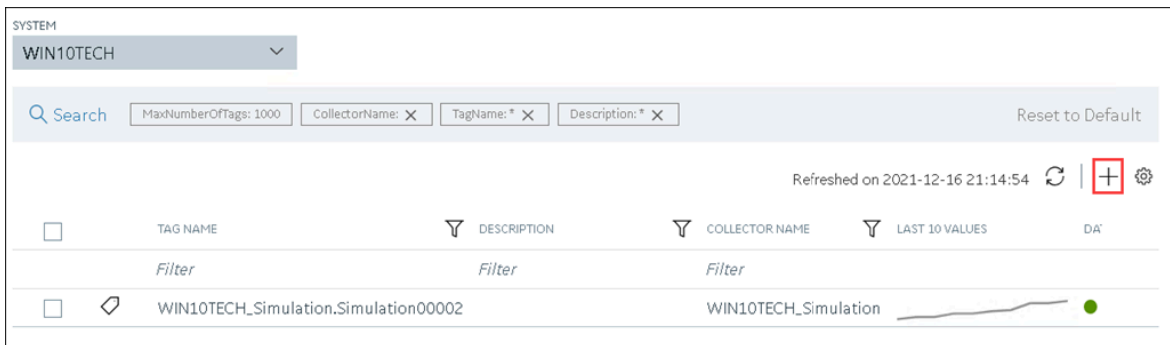 SYSTEM
WIN10TECH
Search MaxNumberOfTags: 1000 CollectorName: TagName: * Description: * Reset to Default
Refreshed on 2021-12-16 21:14:54
TAG NAME DESCRIPTION COLLECTOR NAME LAST 10 VALUES DA
Filter Filter Filter
WIN10TECH_Simulation.Simulation00002 WIN10TECH_Simulation